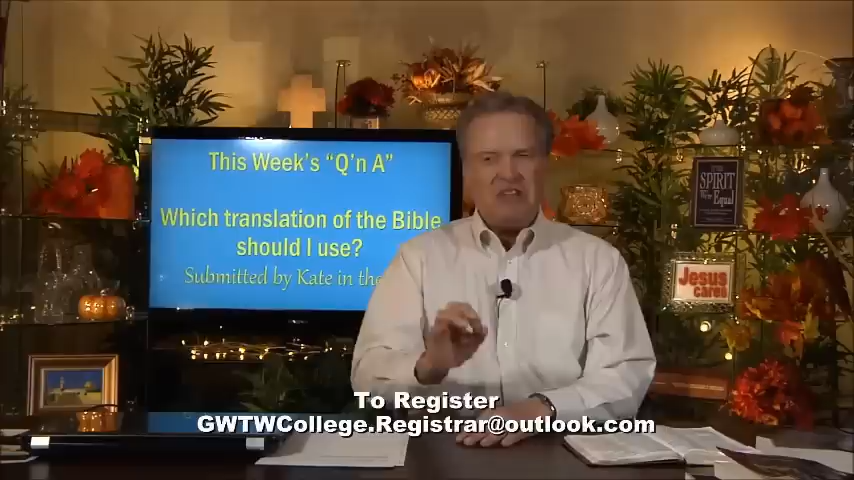 This Week's "Q'n A"
Which translation of the Bible
should I use?
Submitted by Kate in the
SPIRIT
Equal
Jesus
cares
To Register
GWTWCollege.Registrar@outlook.com